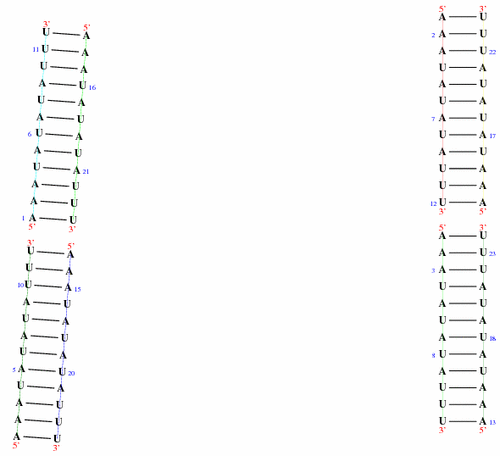 3' 5'
U A
11 U A
U A
A U 16
U A
A U
6 U A
A U
U A 21
A U
A U
1 A U
5' 3'
5' 3'
A U
2 A U
A U 22
U A
A U
U A
7 A U
U A 17
A U
U A
U A
12 U A
3' 5'
3' 5'
U A
U A
10 U A 15
A U
U A
A U
U A
5 A U 20
U A
A U
A U
A U
5' 3'
5' 3'
A U
A U 23
3 A U
U A
A U
U A
A U 18
8 U A
A U
U A
U A
U A 13
3' 5'